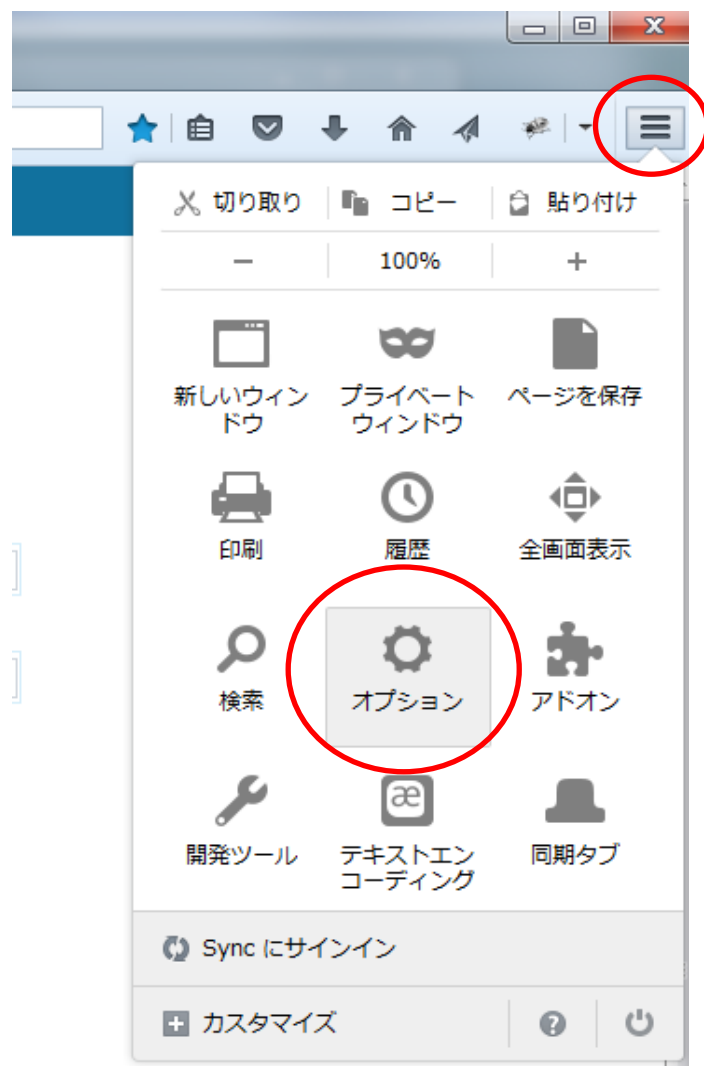 切り取り コピー 貼り付け
− 100% +
新しいウィン プライベート ページを保存
ドウ ウィンドウ
印刷 履歴 全画面表示
検索 オプション アドオン
æ
開発ツール テキストエン 同期タブ
コーディング
Sync にサインイン
カスタマイズ ?